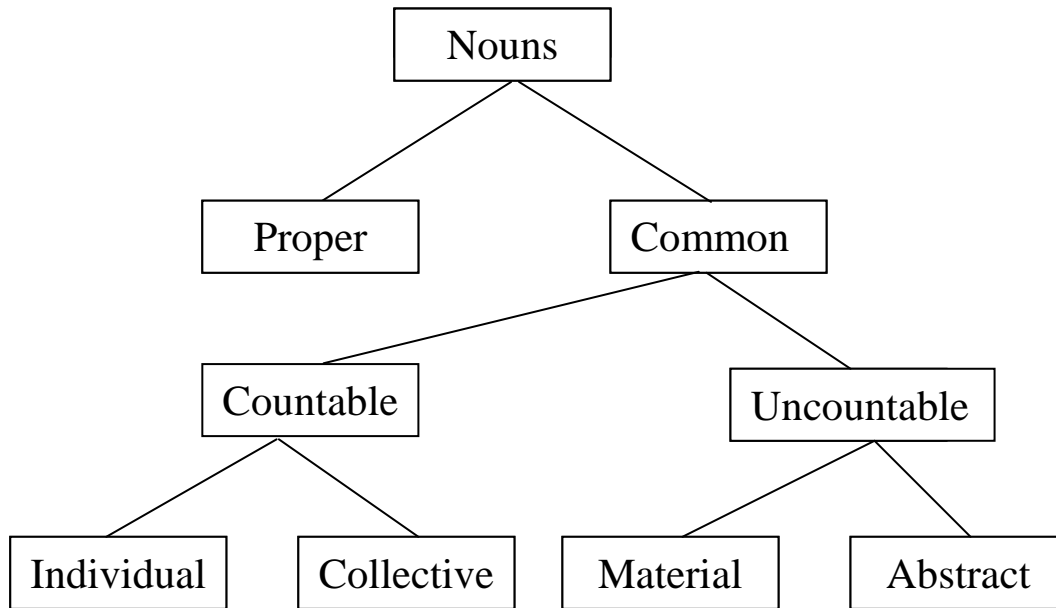 Nouns
Proper Common
Countable Uncountable
Individual Collective Material Abstract